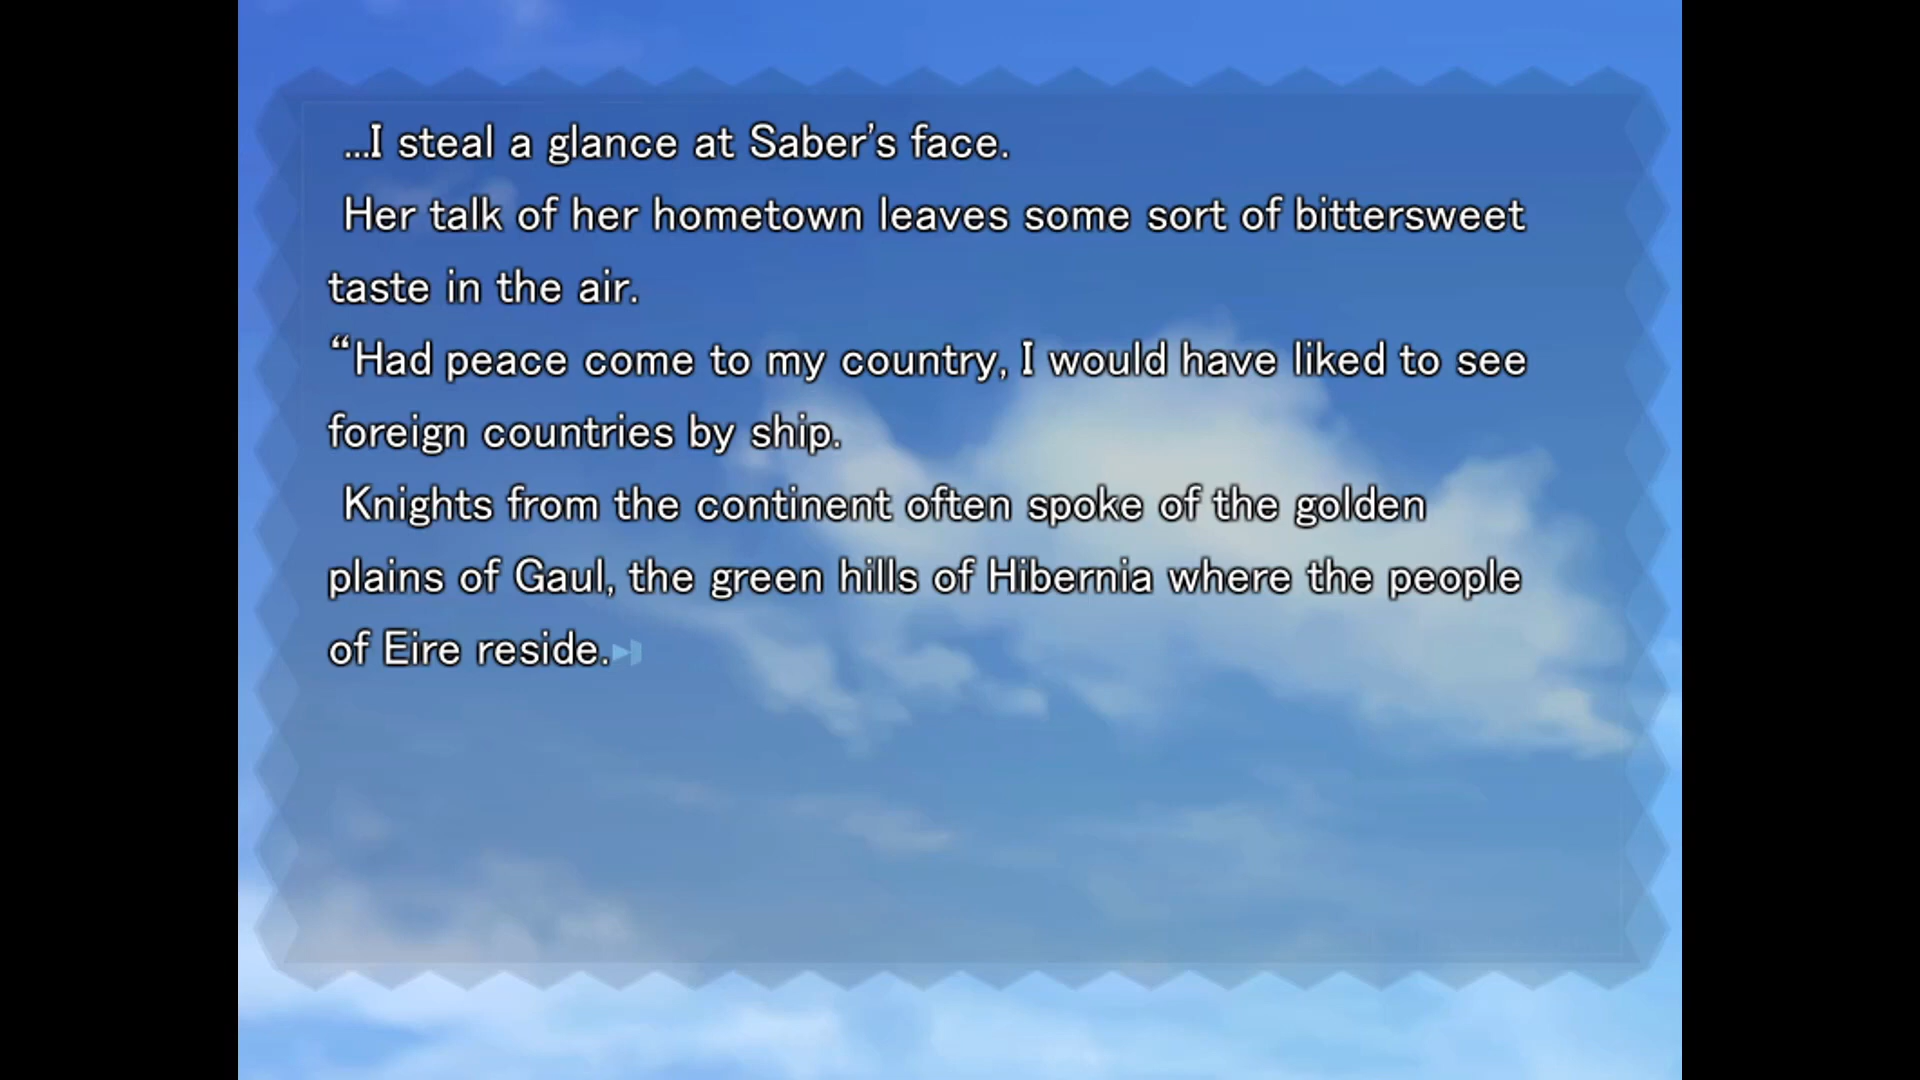 ...I steal a glance at Saber's face.
Her talk of her hometown leaves some sort of bittersweet
taste in the air.
“Had peace come to my country, I would have liked to see
foreign countries by ship.
Knights from the continent often spoke of the golden
plains of Gaul, the green hills of Hibernia where the people
of Eire reside.